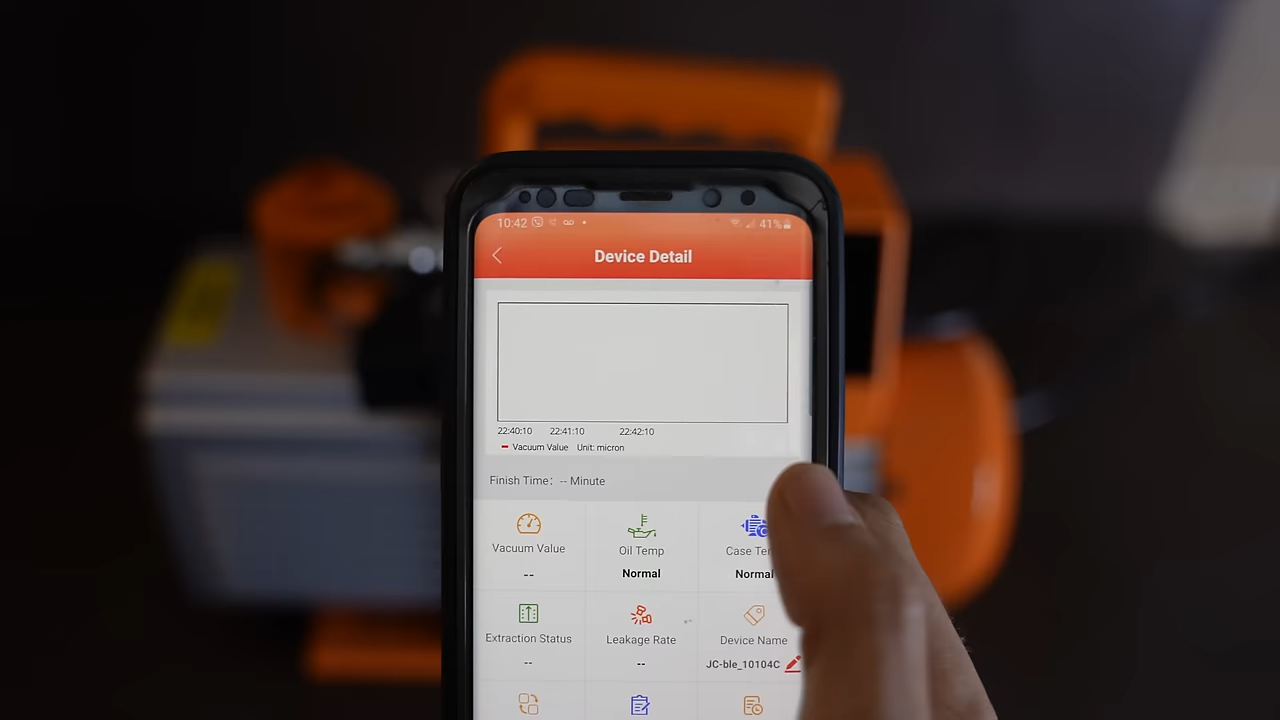 10:42 41%
Device Detail
22:40:10 22:41:10 22:42:10
Vacuum Value Unit: micron
Finish Time: -- Minute
Vacuum Value Oil Temp Case
-- Normal Normal
Extraction Status Leakage Rate Device Name
-- -- JC-ble_10104C